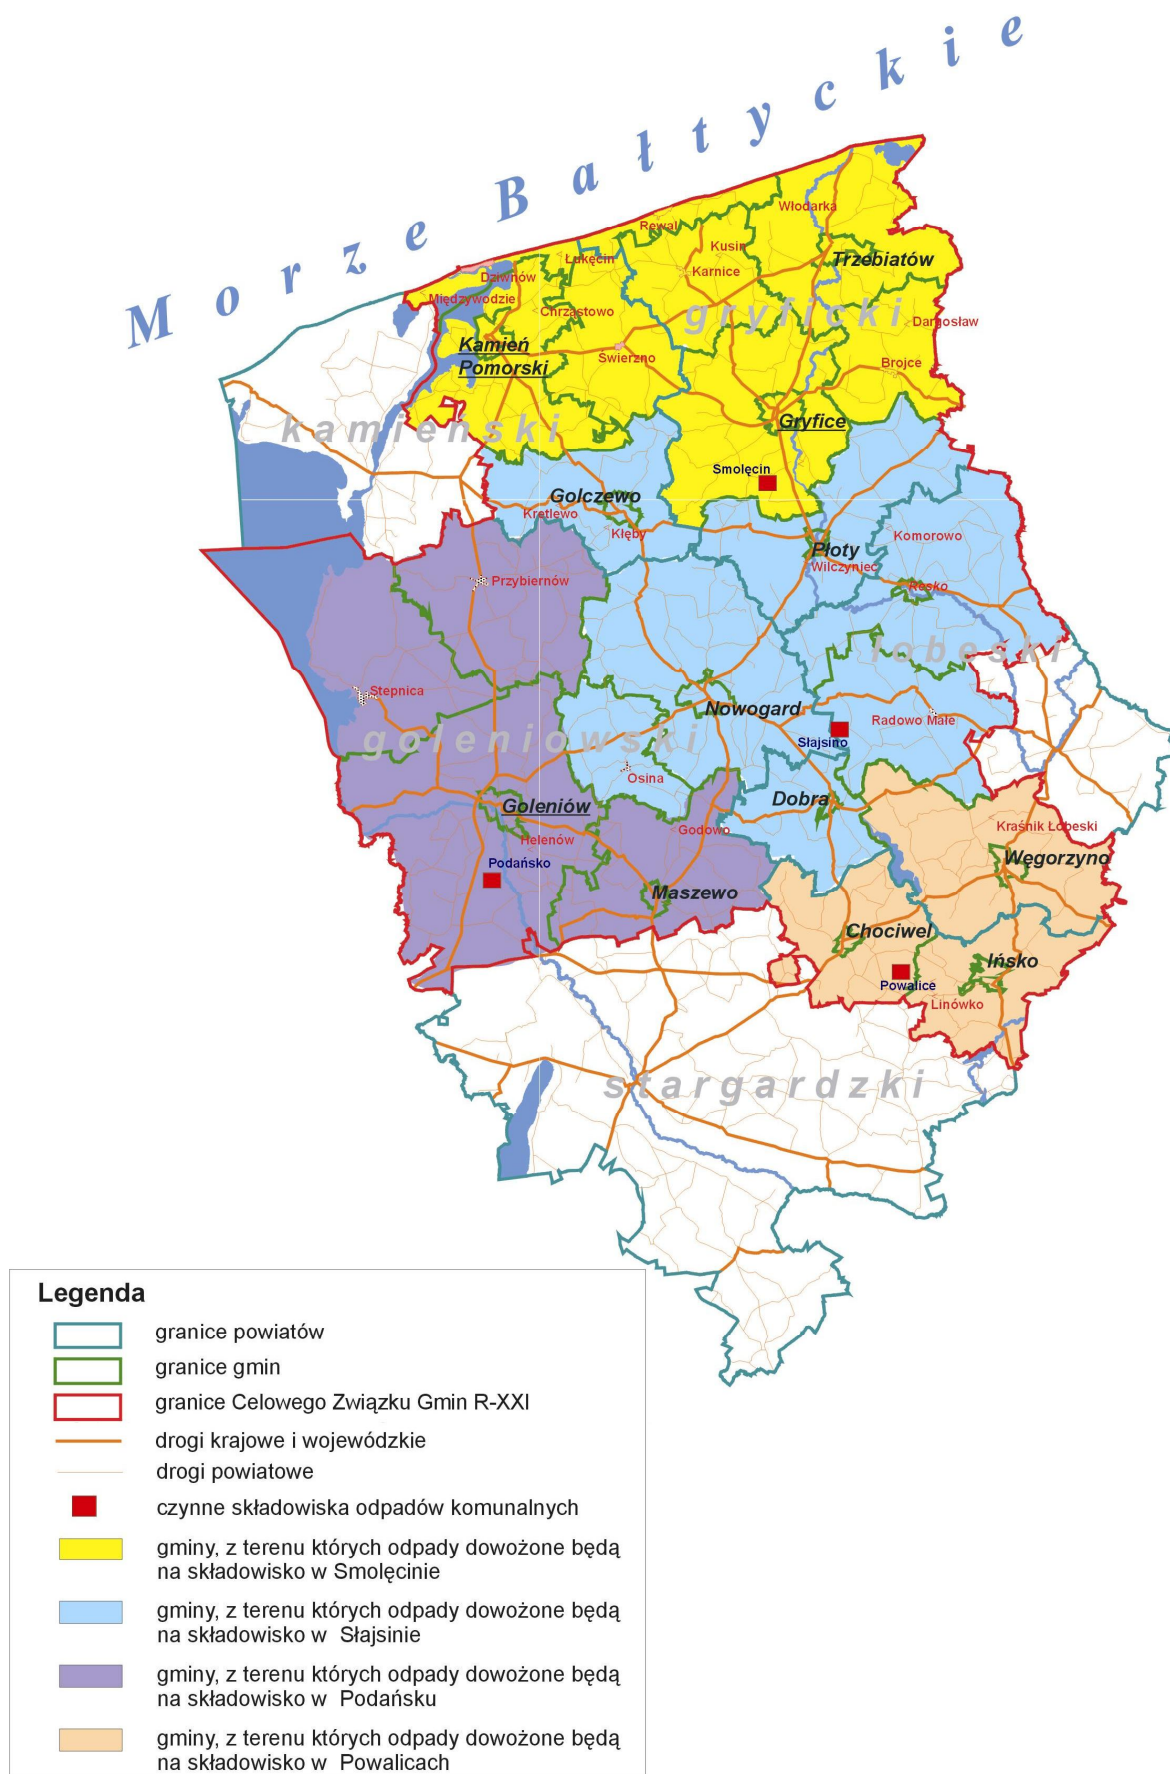 Morze Bałtyckie
Włodarka
Rewal
Kusin
Trzebiatów
Łukęcin
Karnice
Dziwnów
Międzywodzie
Chrząstowo
gryficki
Dargosław
Kamień
Pomorski
Świerzno
Brojce
kamieński
Gryfice
Smolęcin
Golczewo
Kretlewo
Kłęby
Komorowo
Płoty
Wilczyniec
Przybiernów
Resko
łobeski
Stepnica
Nowogard
Radowo Małe
goleniowski
Słajsino
Osina
Dobra
Goleniów
Godowo
Kraśnik Łobeski
Helenów
Węgorzyno
Podańsko
Maszewo
Chociwel
Ińsko
Powalice
Linówko
stargardzki
Legenda
granice powiatów
granice gmin
granice Celowego Związku Gmin R-XXI
drogi krajowe i wojewódzkie
drogi powiatowe
czynne składowiska odpadów komunalnych
gminy, z terenu których odpady dowożone będą
na składowisko w Smolęcinie
gminy, z terenu których odpady dowożone będą
na składowisko w Słajsinie
gminy, z terenu których odpady dowożone będą
na składowisko w Podańsku
gminy, z terenu których odpady dowożone będą
na składowisko w Powalicach